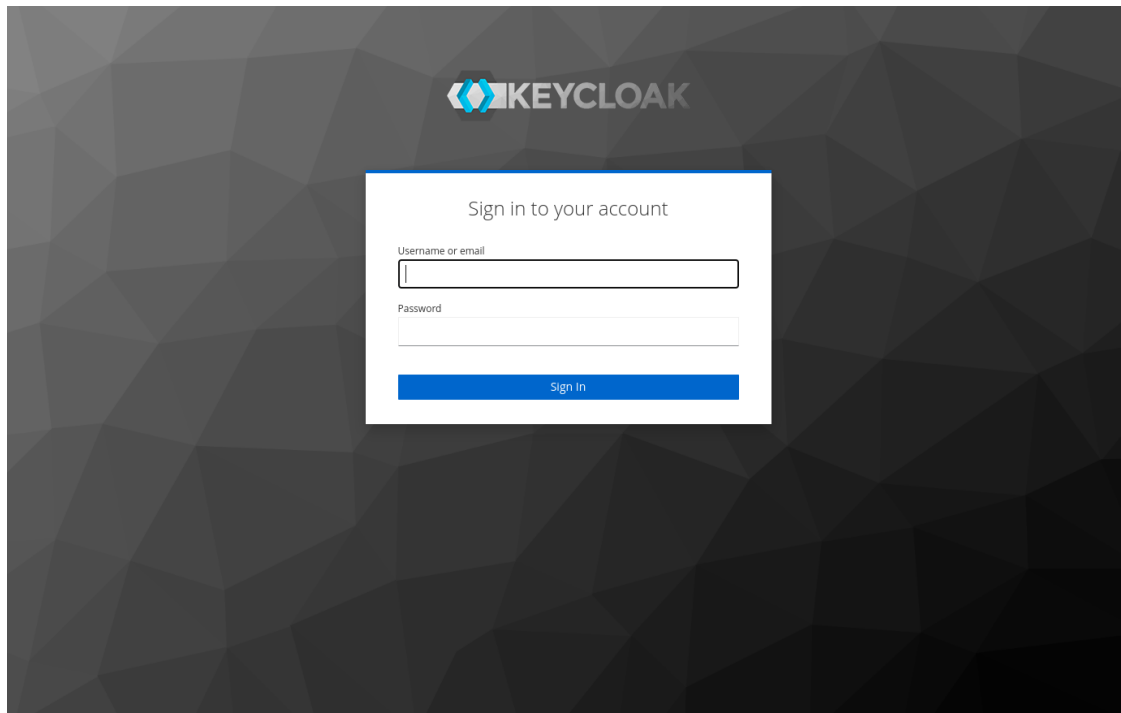 KEYCLOAK
Sign in to your account
Username or email
Password
Sign In